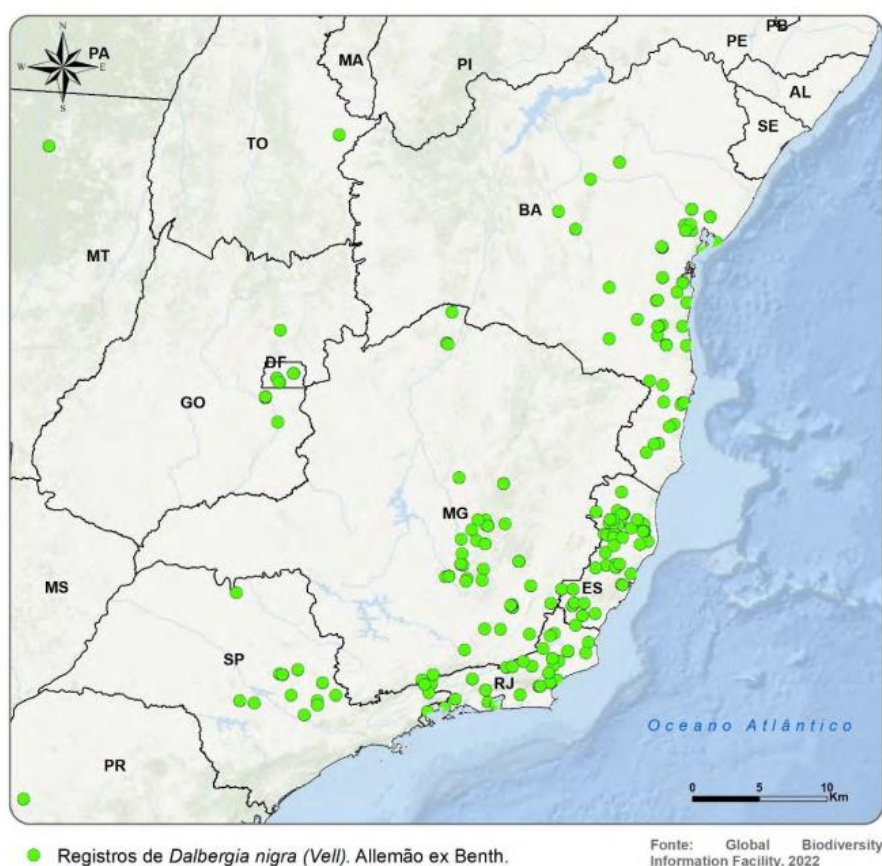 N
W E
S
PA
MA
PI
PE
PB
AL
SE
TO
BA
MT
DF
GO
MG
MS
ES
SP
RJ
PR
Oceano Atlântico
0 5 10
Km
Registros de Dalbergia nigra (Vell). Allemão ex Benth.
Fonte: Global Biodiversity
Information Facility, 2022